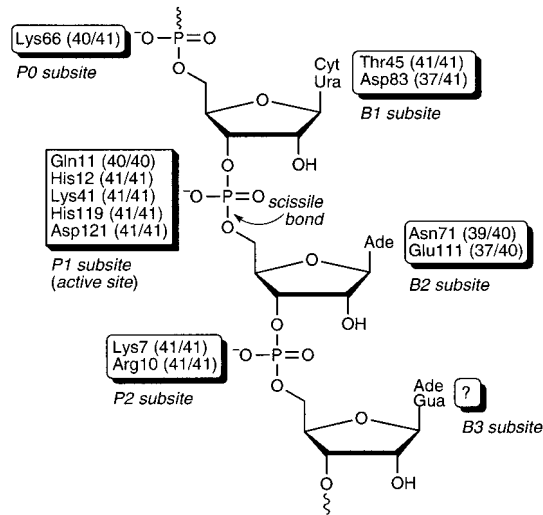 Lys66 (40/41)
P0 subsite
⁻O
P
O
O
O
Cyt
Ura
Thr45 (41/41)
Asp83 (37/41)
B1 subsite
O
OH
Gln11 (40/40)
His12 (41/41)
Lys41 (41/41)
His119 (41/41)
Asp121 (41/41)
P1 subsite
(active site)
⁻O
P
O
O
scissile
bond
O
Ade
Asn71 (39/40)
Glu111 (37/40)
B2 subsite
O
OH
Lys7 (41/41)
Arg10 (41/41)
P2 subsite
⁻O
P
O
O
O
Ade
Gua
?
B3 subsite
O
OH